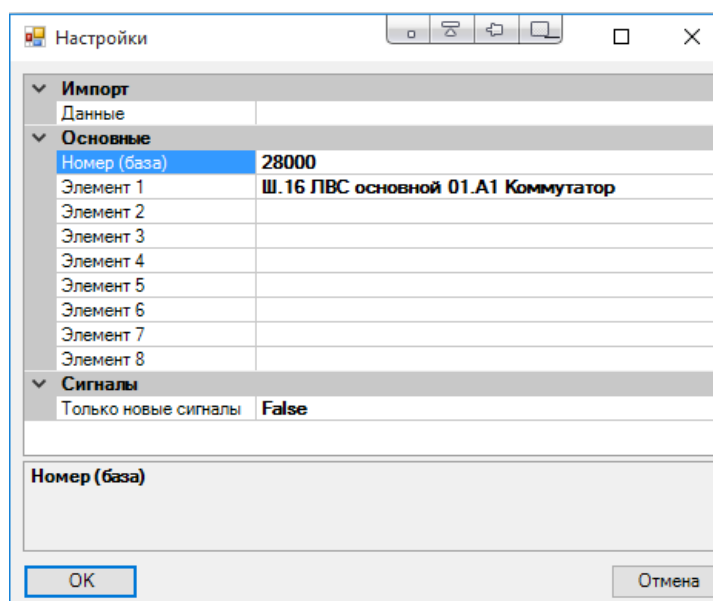 Настройки
Импорт
Данные
Основные
Номер (база) 28000
Элемент 1 Ш.16 ЛВС основной 01.А1 Коммутатор
Элемент 2
Элемент 3
Элемент 4
Элемент 5
Элемент 6
Элемент 7
Элемент 8
Сигналы
Только новые сигналы False
Номер (база)
OK Отмена